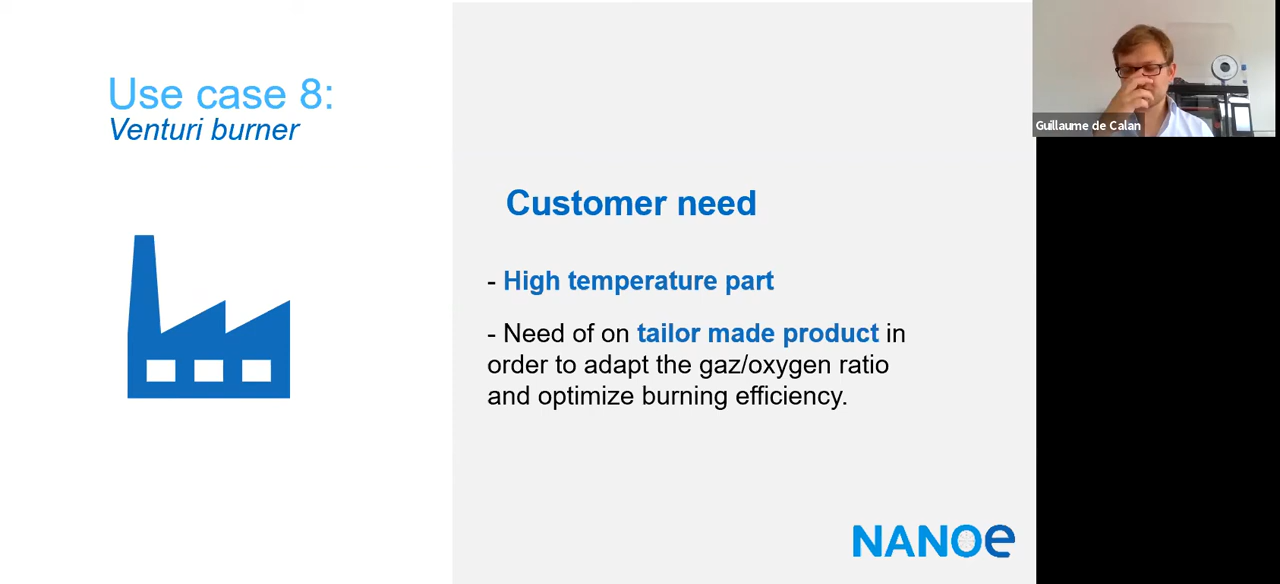 Use case 8:
Venturi burner
Customer need
- High temperature part
- Need of on tailor made product in
order to adapt the gaz/oxygen ratio
and optimize burning efficiency.
NANOe
Guillaume de Calan